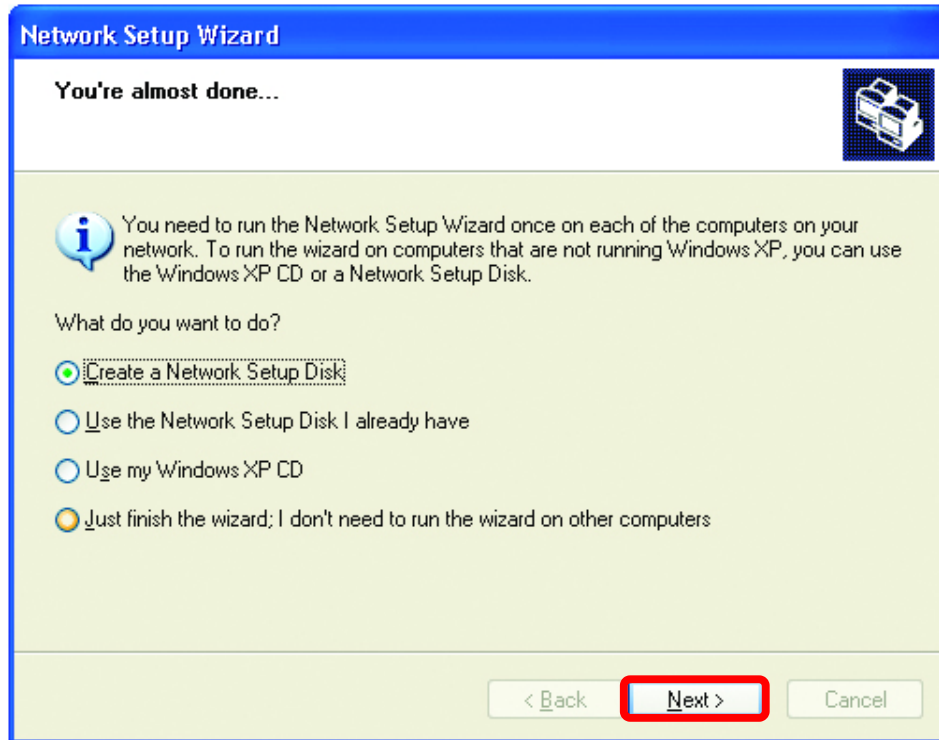 Network Setup Wizard
You're almost done...
You need to run the Network Setup Wizard once on each of the computers on your
network. To run the wizard on computers that are not running Windows XP, you can use
the Windows XP CD or a Network Setup Disk.
What do you want to do?
Create a Network Setup Disk
Use the Network Setup Disk I already have
Use my Windows XP CD
Just finish the wizard; I don't need to run the wizard on other computers
< Back Next > Cancel